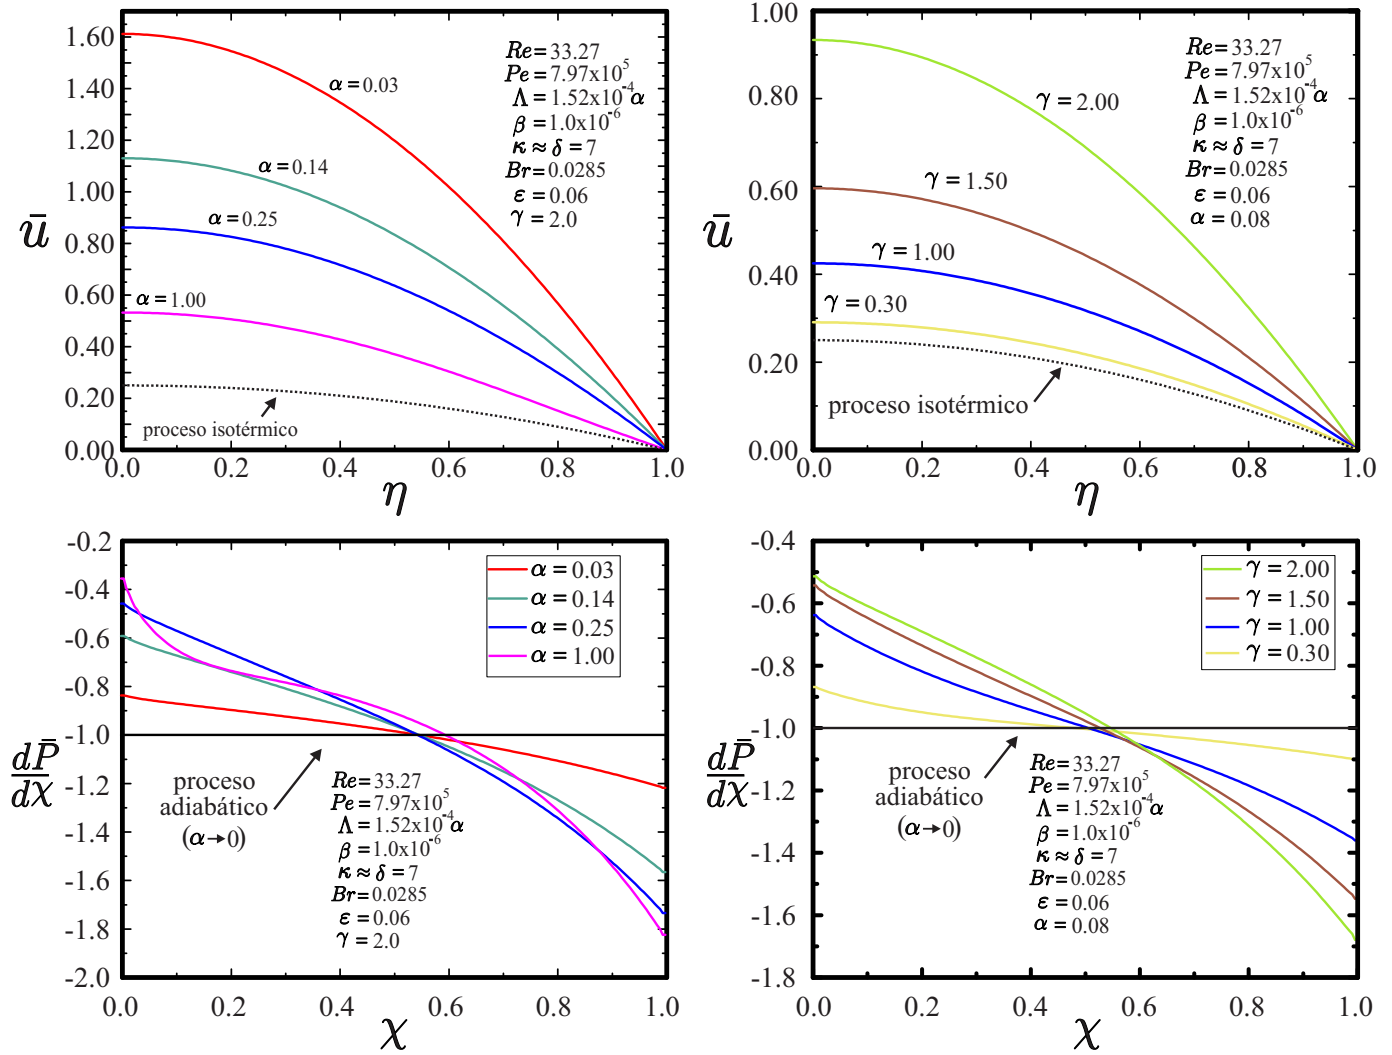 1.60
1.40
1.20
1.00
0.80
0.60
0.40
0.20
0.00
ū
α = 0.03
α = 0.14
α = 0.25
α = 1.00
proceso isotérmico
Re = 33.27
Pe = 7.97x10⁵
Λ = 1.52x10⁻⁴α
β = 1.0x10⁻⁶
κ ≈ δ = 7
Br = 0.0285
ε = 0.06
γ = 2.0
0.0 0.2 0.4 0.6 0.8 1.0
η
1.00
0.80
0.60
0.40
0.20
0.00
ū
γ = 2.00
γ = 1.50
γ = 1.00
γ = 0.30
proceso isotérmico
Re = 33.27
Pe = 7.97x10⁵
Λ = 1.52x10⁻⁴α
β = 1.0x10⁻⁶
κ ≈ δ = 7
Br = 0.0285
ε = 0.06
α = 0.08
0.0 0.2 0.4 0.6 0.8 1.0
η
-0.2
-0.4
-0.6
-0.8
-1.0
-1.2
-1.4
-1.6
-1.8
-2.0
dP̄
dχ
α = 0.03
α = 0.14
α = 0.25
α = 1.00
proceso
adiabático
(α→0)
Re = 33.27
Pe = 7.97x10⁵
Λ = 1.52x10⁻⁴α
β = 1.0x10⁻⁶
κ ≈ δ = 7
Br = 0.0285
ε = 0.06
γ = 2.0
0.0 0.2 0.4 0.6 0.8 1.0
χ
-0.4
-0.6
-0.8
-1.0
-1.2
-1.4
-1.6
-1.8
dP̄
dχ
γ = 2.00
γ = 1.50
γ = 1.00
γ = 0.30
proceso
adiabático
(α→0)
Re = 33.27
Pe = 7.97x10⁵
Λ = 1.52x10⁻⁴α
β = 1.0x10⁻⁶
κ ≈ δ = 7
Br = 0.0285
ε = 0.06
α = 0.08
0.0 0.2 0.4 0.6 0.8 1.0
χ